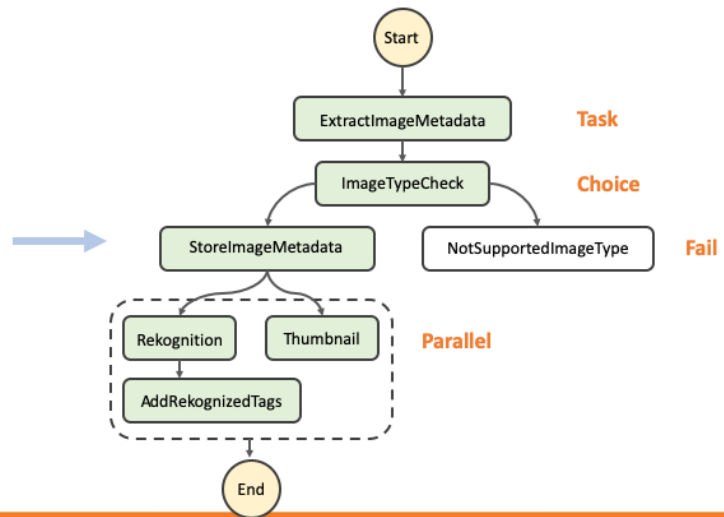 Start
ExtractImageMetadata
Task
ImageTypeCheck
Choice
StoreImageMetadata
NotSupportedImageType
Fail
Rekognition
Thumbnail
Parallel
AddRekognizedTags
End